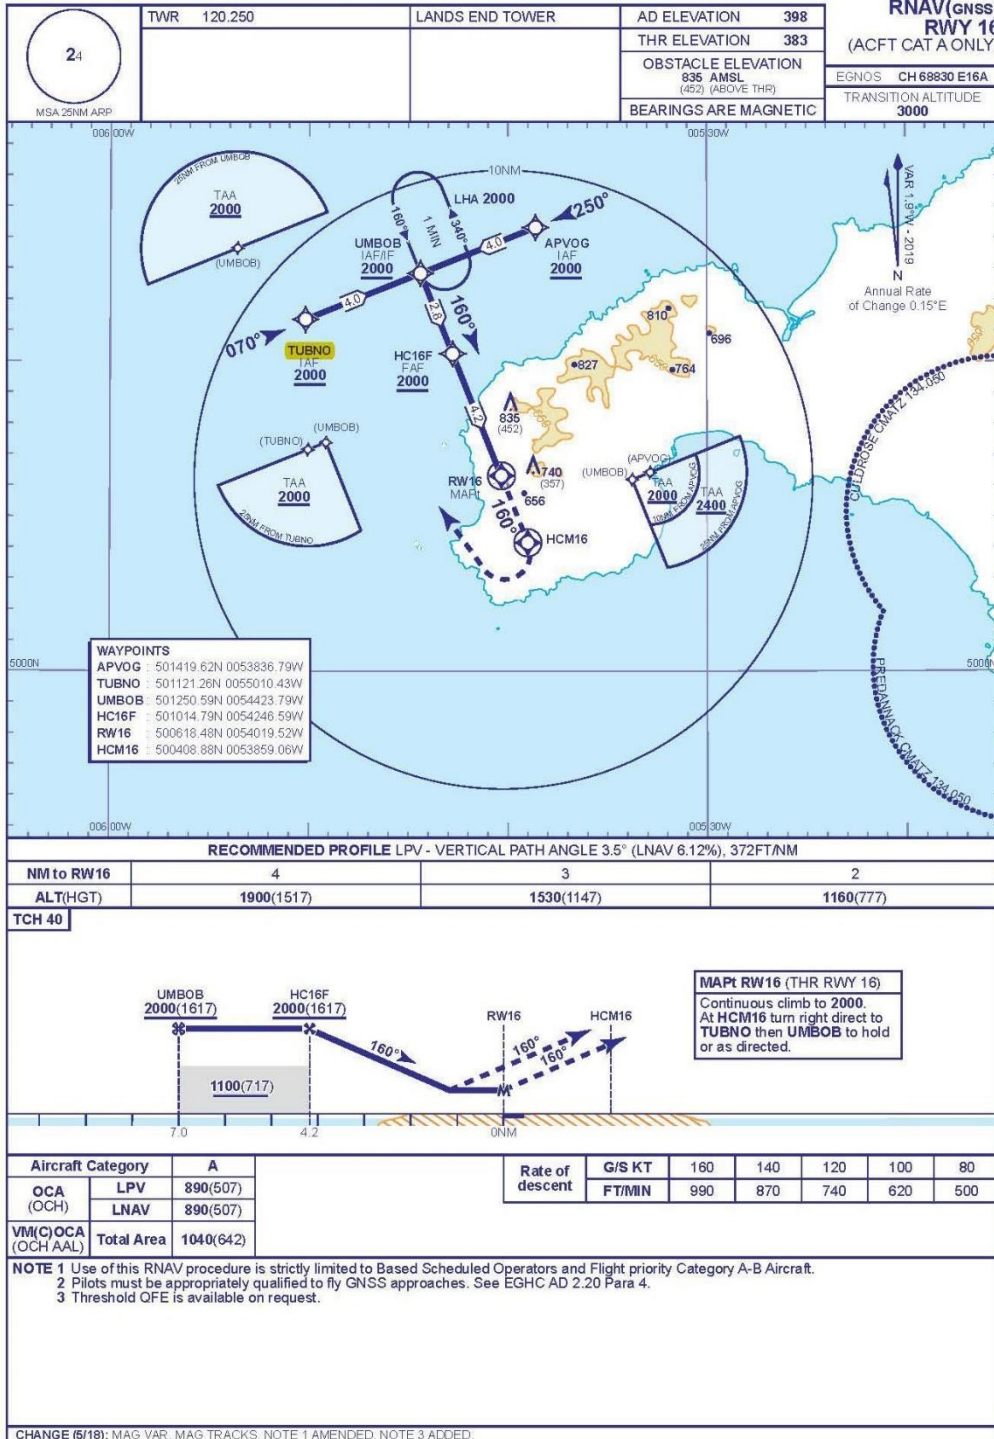 TWR 120.250
LANDS END TOWER
AD ELEVATION 398
THR ELEVATION 383
OBSTACLE ELEVATION
835 AMSL
(452) (ABOVE THR)
BEARINGS ARE MAGNETIC
RNAV(GNSS
RWY 16
(ACFT CAT A ONLY
EGNOS CH 68830 E16A
TRANSITION ALTITUDE
3000
24
MSA 25NM ARP
006 00W
005 30W
10NM
25NM FROM UMBOB
TAA
2000
(UMBOB)
LHA 2000
160°
1 MIN
340°
UMBOB
IAF/IF
2000
4.0
250°
APVOG
IAF
2000
VAR 1.9°W - 2019
N
Annual Rate
of Change 0.15°E
4.0
070°
TUBNO
IAF
2000
2.8
160°
HC16F
FAF
2000
4.2
810
696
827
764
835
(452)
740
(357)
656
RW16
MAPt
160°
HCM16
(TUBNO)
(UMBOB)
TAA
2000
25NM FROM TUBNO
(UMBOB)
(APVOG)
TAA
2000
10NM FROM APVOG
TAA
2400
25NM FROM APVOG
CULDROSE CMATZ 134.050
PREDANNACK CMATZ 134.050
5000N
5000N
WAYPOINTS
APVOG : 501419.62N 0053836.79W
TUBNO : 501121.26N 0055010.43W
UMBOB : 501250.59N 0054423.79W
HC16F : 501014.79N 0054246.59W
RW16 : 500618.48N 0054019.52W
HCM16 : 500408.88N 0053859.06W
006 00W
005 30W
RECOMMENDED PROFILE LPV - VERTICAL PATH ANGLE 3.5° (LNAV 6.12%), 372FT/NM
NM to RW16 4 3 2
ALT(HGT) 1900(1517) 1530(1147) 1160(777)
TCH 40
UMBOB
2000(1617)
HC16F
2000(1617)
RW16
HCM16
160°
160°
160°
1100(717)
M
7.0 4.2 0NM
MAPt RW16 (THR RWY 16)
Continuous climb to 2000.
At HCM16 turn right direct to
TUBNO then UMBOB to hold
or as directed.
Aircraft Category A
OCA
(OCH)
LPV 890(507)
LNAV 890(507)
VM(C)OCA
(OCH AAL)
Total Area 1040(642)
Rate of
descent
G/S KT 160 140 120 100 80
FT/MIN 990 870 740 620 500
NOTE 1 Use of this RNAV procedure is strictly limited to Based Scheduled Operators and Flight priority Category A-B Aircraft.
2 Pilots must be appropriately qualified to fly GNSS approaches. See EGHC AD 2.20 Para 4.
3 Threshold QFE is available on request.
CHANGE (5/18): MAG VAR. MAG TRACKS. NOTE 1 AMENDED. NOTE 3 ADDED.